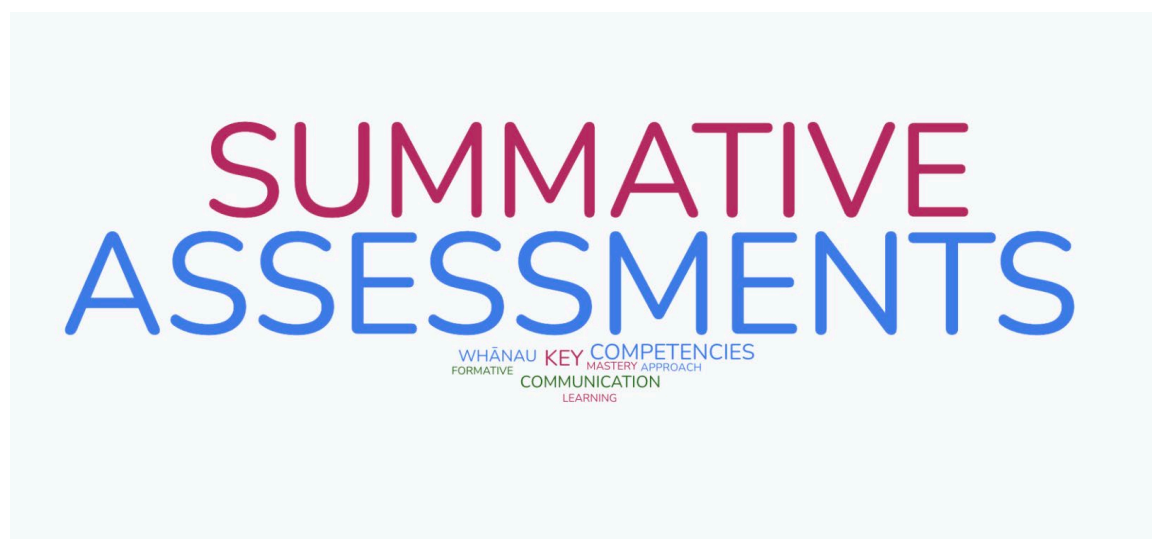 SUMMATIVE
ASSESSMENTS
WHĀNAU KEY COMPETENCIES
FORMATIVE MASTERY APPROACH
COMMUNICATION
LEARNING